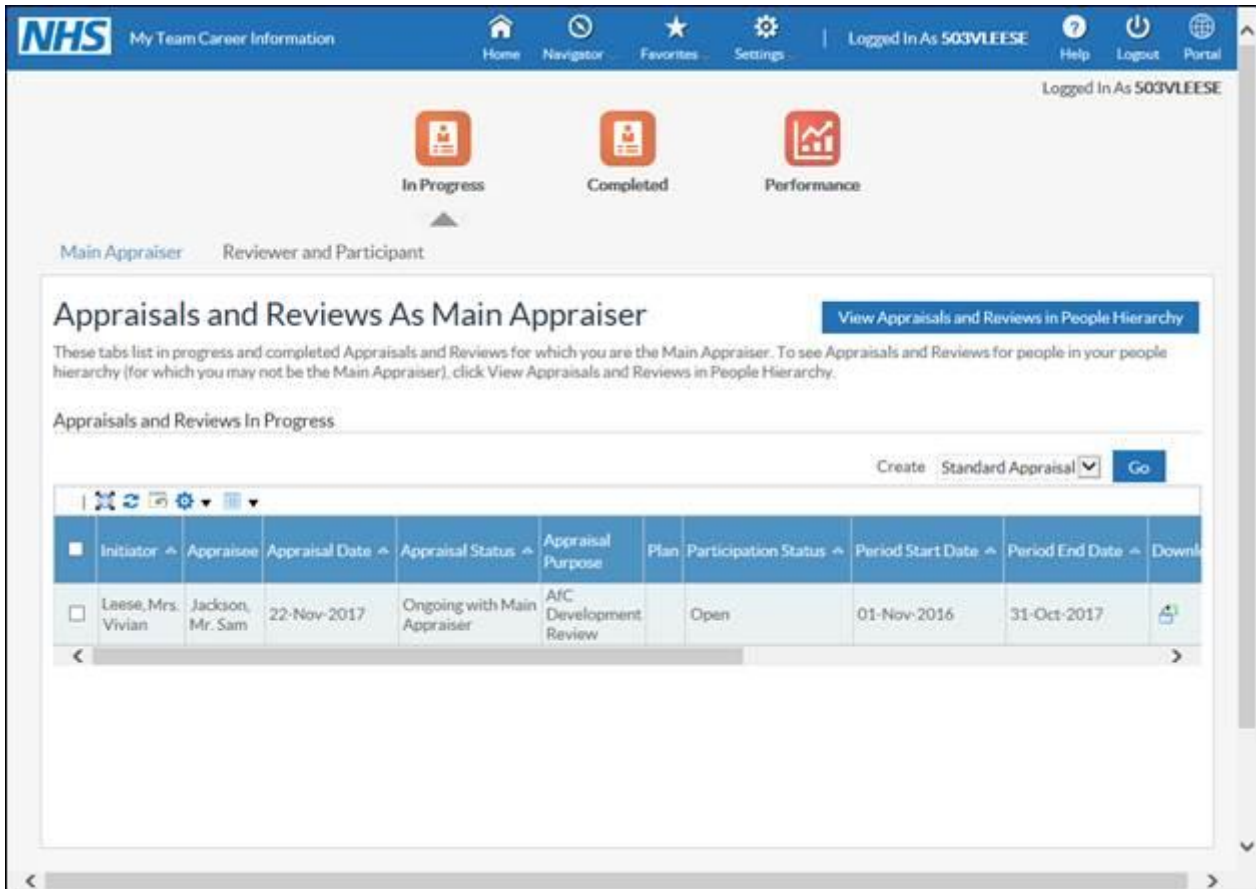 NHS My Team Career Information Home Navigator Favorites Settings | Logged In As 503VLEESE Help Logout Portal
Logged In As 503VLEESE
In Progress Completed Performance
Main Appraiser Reviewer and Participant
Appraisals and Reviews As Main Appraiser View Appraisals and Reviews in People Hierarchy
These tabs list in progress and completed Appraisals and Reviews for which you are the Main Appraiser. To see Appraisals and Reviews for people in your people
hierarchy (for which you may not be the Main Appraiser), click View Appraisals and Reviews in People Hierarchy.
Appraisals and Reviews In Progress
Create Standard Appraisal Go
Initiator Appraisee Appraisal Date Appraisal Status Appraisal Plan Participation Status Period Start Date Period End Date Downl
Purpose
Leese, Mrs. Jackson, 22-Nov-2017 Ongoing with Main AfC Open 01-Nov-2016 31-Oct-2017
Vivian Mr. Sam Appraiser Development
Review